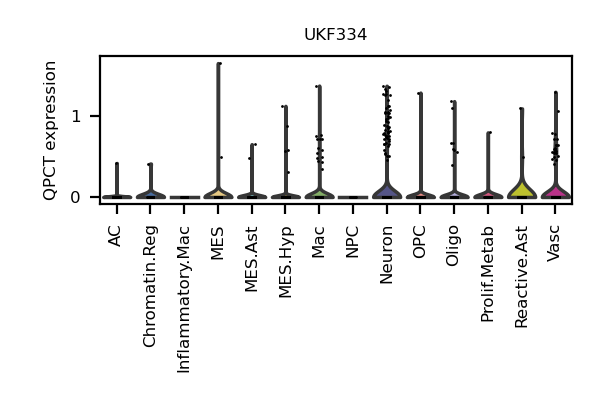 UKF334
QPCT expression
1
0
AC
Chromatin.Reg
Inflammatory.Mac
MES
MES.Ast
MES.Hyp
Mac
NPC
Neuron
OPC
Oligo
Prolif.Metab
Reactive.Ast
Vasc